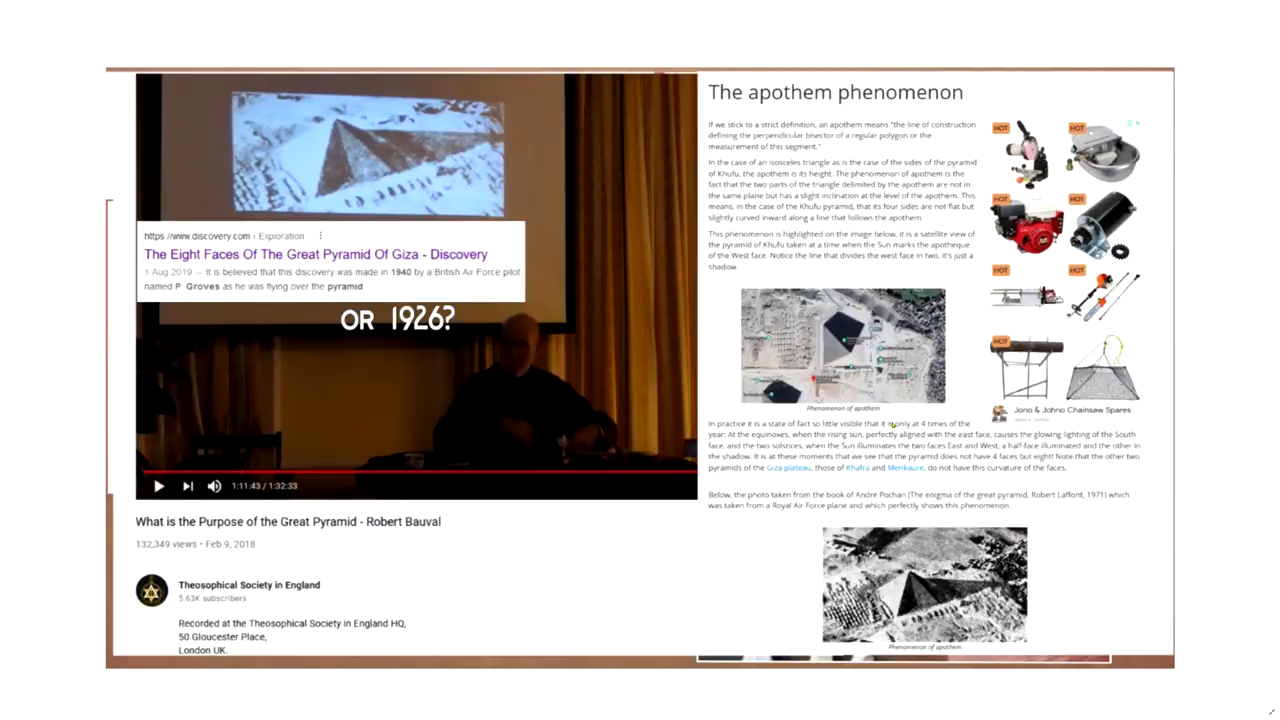 https://www.discovery.com › Exploration
The Eight Faces Of The Great Pyramid Of Giza - Discovery
1 Aug 2019 — It is believed that this discovery was made in 1940 by a British Air Force pilot
named P Groves as he was flying over the pyramid
OR 1926?
1:11:43 / 1:32:33
What is the Purpose of the Great Pyramid - Robert Bauval
132,349 views • Feb 9, 2018
Theosophical Society in England
5.63K subscribers
Recorded at the Theosophical Society in England HQ,
50 Gloucester Place,
London UK.
The apothem phenomenon
If we stick to a strict definition, an apothem means "the line of construction
defining the perpendicular bisector of a regular polygon or the
measurement of this segment."
In the case of an isosceles triangle as is the case of the sides of the pyramid
of Khufu, the apothem is its height. The phenomenon of apothem is the
fact that the two parts of the triangle delimited by the apothem are not in
the same plane but has a slight inclination at the level of the apothem. This
means, in the case of the Khufu pyramid, that its four sides are not flat but
slightly curved inward along a line that follows the apothem.
This phenomenon is highlighted on the image below, it is a satellite view of
the pyramid of Khufu taken at a time when the Sun marks the apotheque
of the West face. Notice the line that divides the west face in two, it's just a
shadow.
Phenomenon of apothem
In practice it is a state of fact so little visible that it is only at 4 times of the
year: At the equinoxes, when the rising sun, perfectly aligned with the east face, causes the glowing lighting of the South
face, and the two solstices, when the Sun illuminates the two faces East and West, a half-face illuminated and the other in
the shadow. It is at these moments that we see that the pyramid does not have 4 faces but eight! Note that the other two
pyramids of the Giza plateau, those of Khafra and Menkaure, do not have this curvature of the faces.
Below, the photo taken from the book of André Pochan (The enigma of the great pyramid, Robert Laffont, 1971) which
was taken from a Royal Air Force plane and which perfectly shows this phenomenon.
Phenomenon of apothem
HOT
HOT
HOT
HOT
HOT
HOT
HOT
Jono & Johno Chainsaw Spares